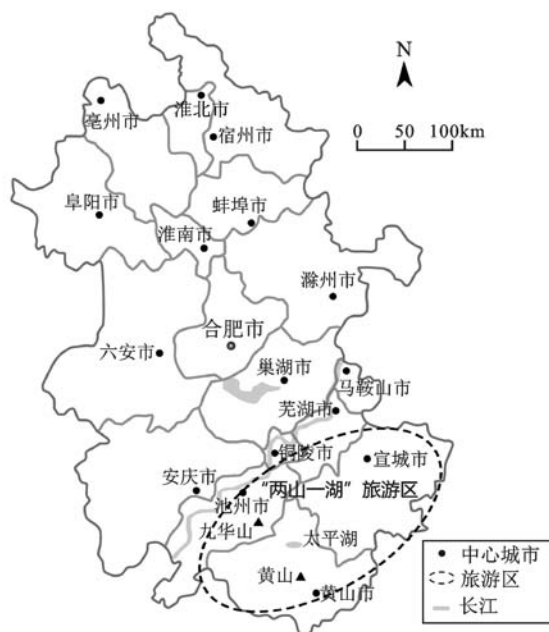 N
0 50 100km
亳州市
淮北市
宿州市
阜阳市
蚌埠市
淮南市
滁州市
合肥市
六安市
巢湖市
马鞍山市
芜湖市
铜陵市
宣城市
安庆市
“两山一湖”旅游区
池州市
九华山
太平湖
黄山
黄山市
中心城市
旅游区
长江